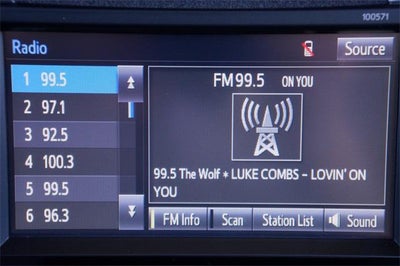 100571
Radio
Source
1 99.5
2 97.1
3 92.5
4 100.3
5 99.5
6 96.3
FM 99.5 ON YOU
99.5 The Wolf * LUKE COMBS - LOVIN' ON
YOU
FM Info
Scan
Station List
Sound